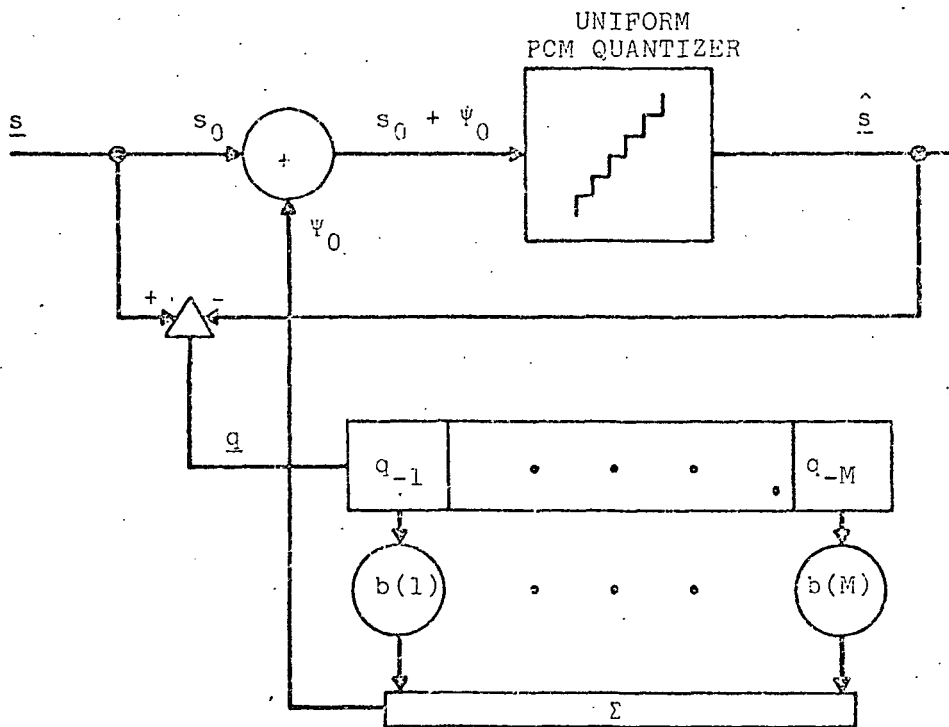 UNIFORM
PCM QUANTIZER
s s₀ + s₀ + Ψ₀ ŝ
Ψ₀
+ -
q
q₋₁ . . . . q₋M
b(1) . . . b(M)
Σ